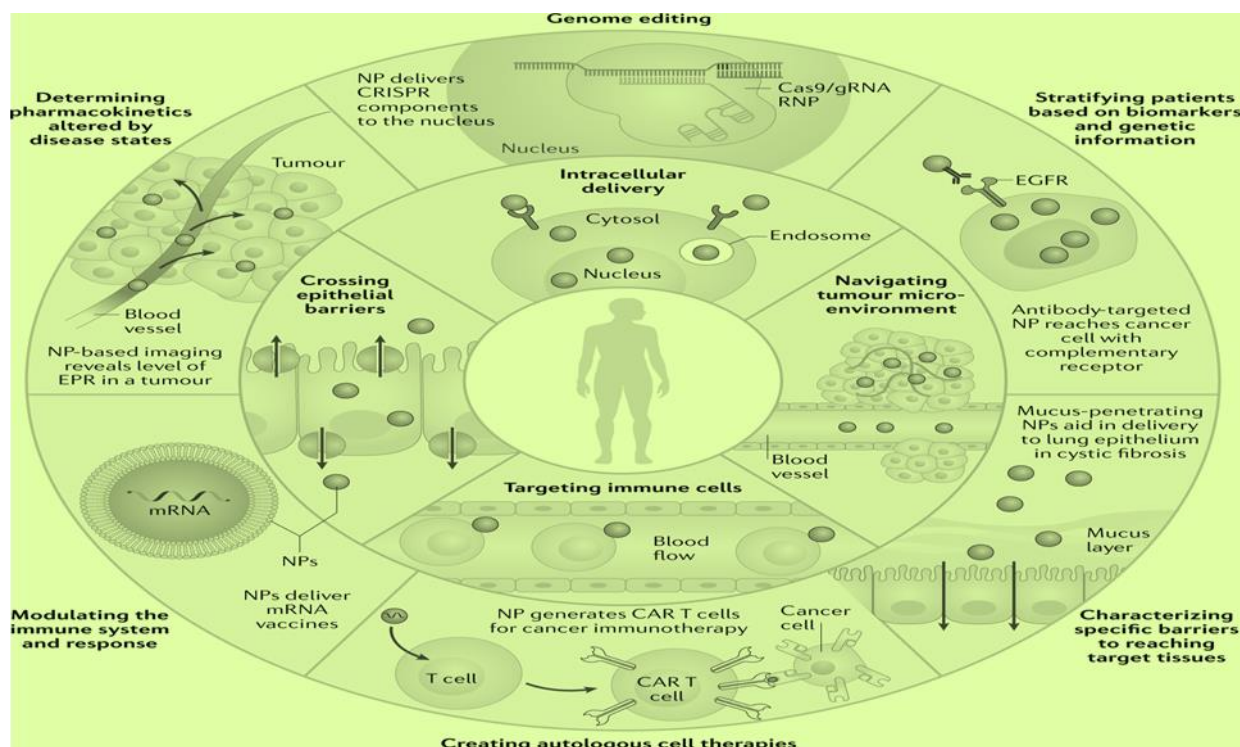 Genome editing
NP delivers
CRISPR
components
to the nucleus
Cas9/gRNA
RNP
Nucleus
Determining
pharmacokinetics
altered by
disease states
Tumour
Blood
vessel
NP-based imaging
reveals level of
EPR in a tumour
Stratifying patients
based on biomarkers
and genetic
information
EGFR
Antibody-targeted
NP reaches cancer
cell with
complementary
receptor
Intracellular
delivery
Cytosol
Endosome
Nucleus
Crossing
epithelial
barriers
Navigating
tumour micro-
environment
Blood
vessel
Targeting immune cells
Blood
flow
Mucus-penetrating
NPs aid in delivery
to lung epithelium
in cystic fibrosis
Mucus
layer
Characterizing
specific barriers
to reaching
target tissues
mRNA
NPs
NPs deliver
mRNA
vaccines
Modulating the
immune system
and response
NP generates CAR T cells
for cancer immunotherapy
Cancer
cell
T cell
CAR T
cell
Creating autologous cell therapies